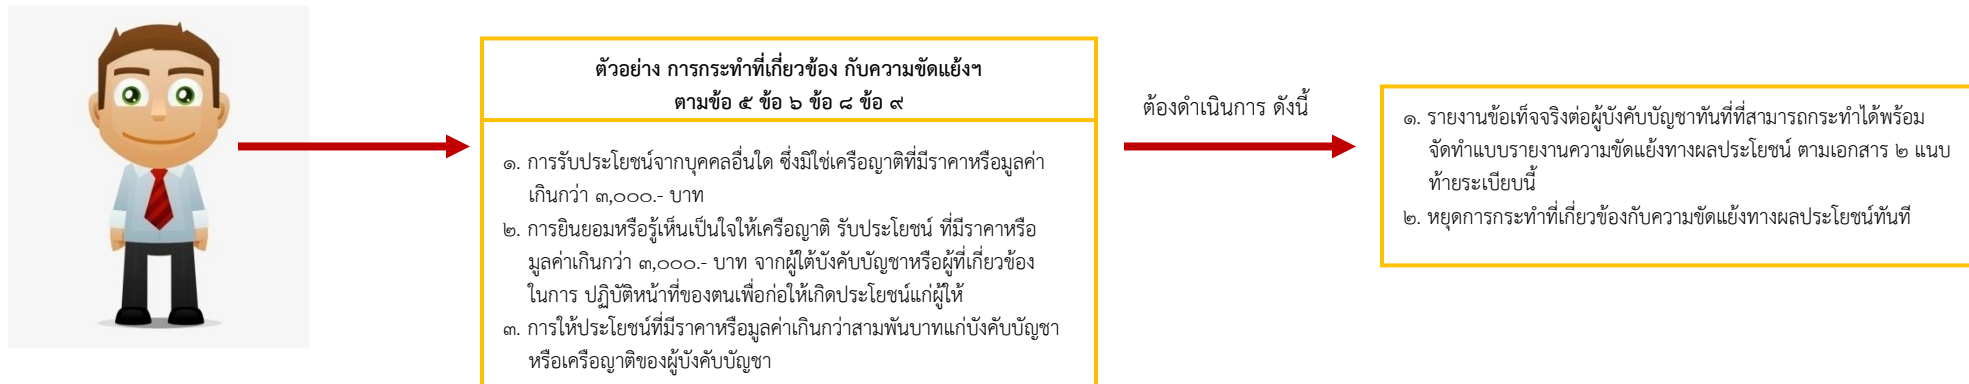 ตัวอย่าง การกระทำที่เกี่ยวข้อง กับความขัดแย้งฯ
ตามข้อ ๕ ข้อ ๖ ข้อ ๘ ข้อ ๙
๑. การรับประโยชน์จากบุคคลอื่นใด ซึ่งมิใช่เครือญาติที่มีราคาหรือมูลค่า
เกินกว่า ๓,๐๐๐.- บาท
๒. การยินยอมหรือรู้เห็นเป็นใจให้เครือญาติ รับประโยชน์ ที่มีราคาหรือ
มูลค่าเกินกว่า ๓,๐๐๐.- บาท จากผู้ใต้บังคับบัญชาหรือผู้ที่เกี่ยวข้อง
ในการ ปฏิบัติหน้าที่ของตนเพื่อก่อให้เกิดประโยชน์แก่ผู้ให้
๓. การให้ประโยชน์ที่มีราคาหรือมูลค่าเกินกว่าสามพันบาทแก่บังคับบัญชา
หรือเครือญาติของผู้บังคับบัญชา
ต้องดำเนินการ ดังนี้
๑. รายงานข้อเท็จจริงต่อผู้บังคับบัญชาทันทีที่สามารถกระทำได้พร้อม
จัดทำแบบรายงานความขัดแย้งทางผลประโยชน์ ตามเอกสาร ๒ แนบ
ท้ายระเบียบนี้
๒. หยุดการกระทำที่เกี่ยวข้องกับความขัดแย้งทางผลประโยชน์ทันที